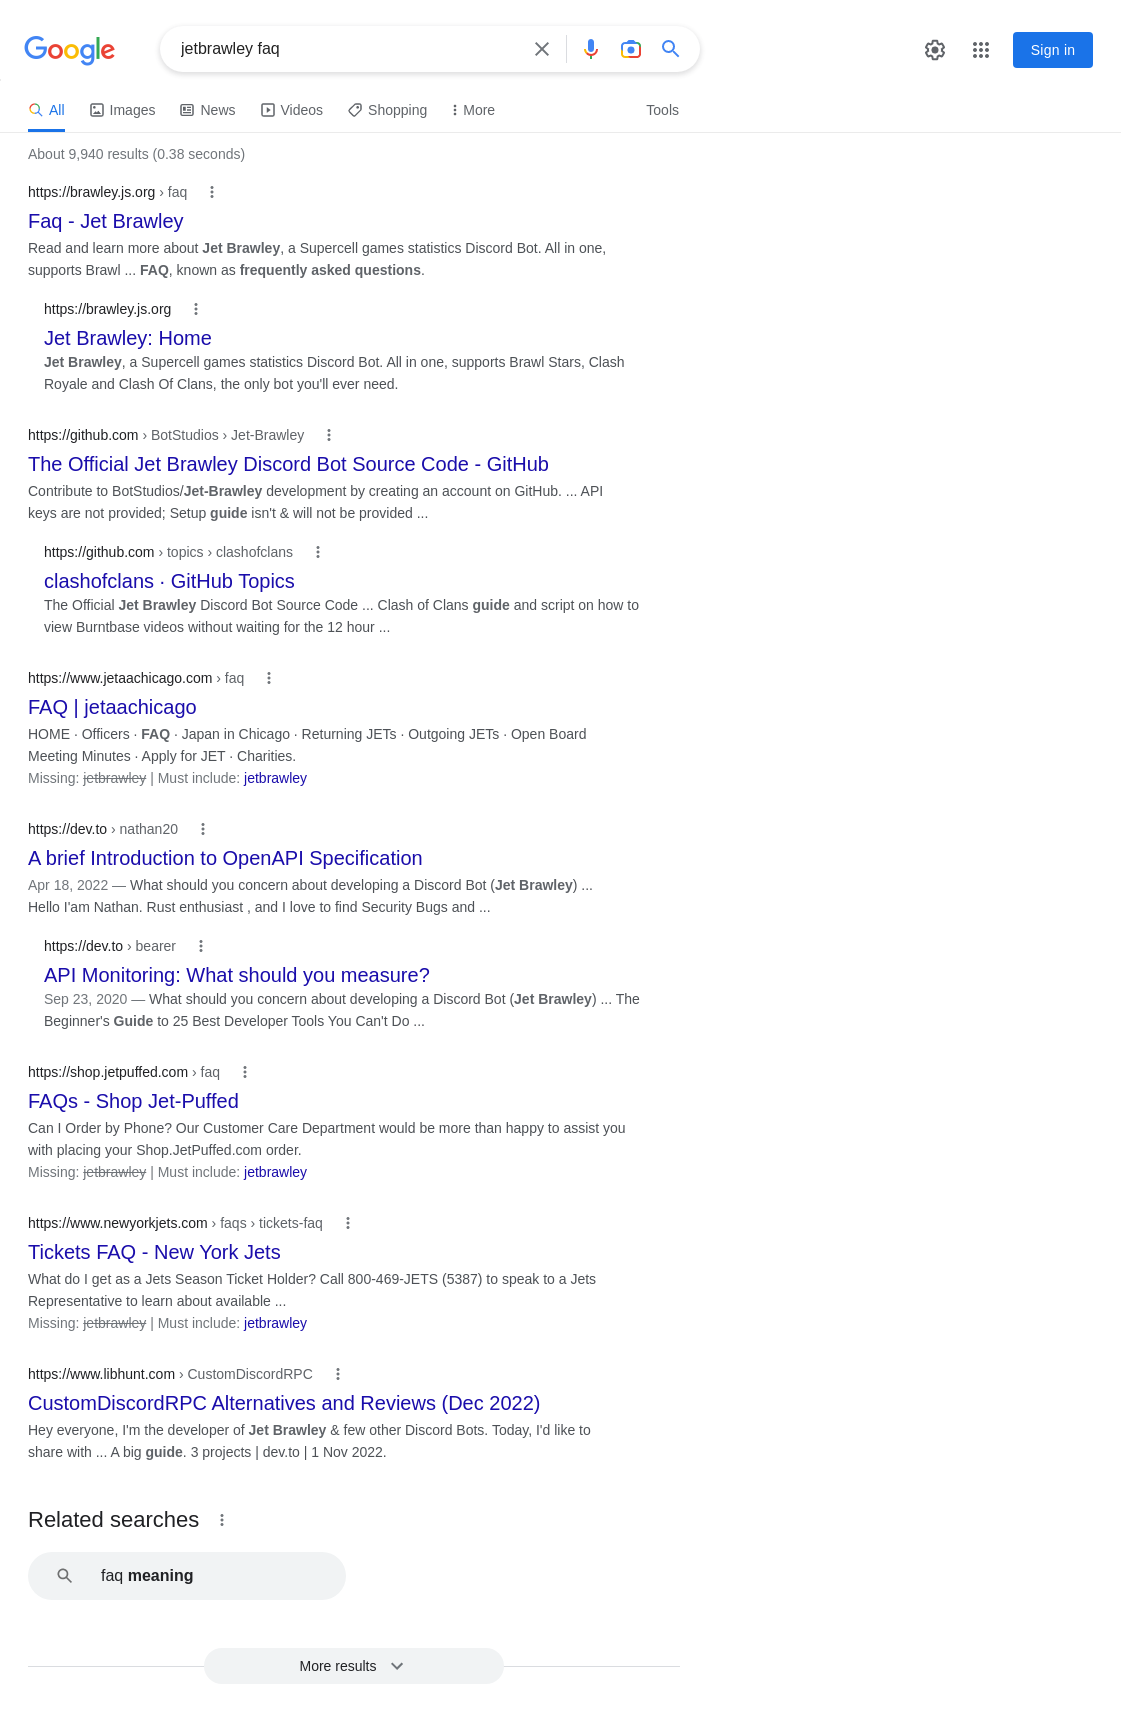 Google
jetbrawley faq
Sign in
All
Images
News
Videos
Shopping
More
Tools
About 9,940 results (0.38 seconds)
https://brawley.js.org › faq
Faq - Jet Brawley
Read and learn more about Jet Brawley, a Supercell games statistics Discord Bot. All in one,
supports Brawl ... FAQ, known as frequently asked questions.
https://brawley.js.org
Jet Brawley: Home
Jet Brawley, a Supercell games statistics Discord Bot. All in one, supports Brawl Stars, Clash
Royale and Clash Of Clans, the only bot you'll ever need.
https://github.com › BotStudios › Jet-Brawley
The Official Jet Brawley Discord Bot Source Code - GitHub
Contribute to BotStudios/Jet-Brawley development by creating an account on GitHub. ... API
keys are not provided; Setup guide isn't & will not be provided ...
https://github.com › topics › clashofclans
clashofclans · GitHub Topics
The Official Jet Brawley Discord Bot Source Code ... Clash of Clans guide and script on how to
view Burntbase videos without waiting for the 12 hour ...
https://www.jetaachicago.com › faq
FAQ | jetaachicago
HOME · Officers · FAQ · Japan in Chicago · Returning JETs · Outgoing JETs · Open Board
Meeting Minutes · Apply for JET · Charities.
Missing: jetbrawley | Must include: jetbrawley
https://dev.to › nathan20
A brief Introduction to OpenAPI Specification
Apr 18, 2022 — What should you concern about developing a Discord Bot (Jet Brawley) ...
Hello I'am Nathan. Rust enthusiast , and I love to find Security Bugs and ...
https://dev.to › bearer
API Monitoring: What should you measure?
Sep 23, 2020 — What should you concern about developing a Discord Bot (Jet Brawley) ... The
Beginner's Guide to 25 Best Developer Tools You Can't Do ...
https://shop.jetpuffed.com › faq
FAQs - Shop Jet-Puffed
Can I Order by Phone? Our Customer Care Department would be more than happy to assist you
with placing your Shop.JetPuffed.com order.
Missing: jetbrawley | Must include: jetbrawley
https://www.newyorkjets.com › faqs › tickets-faq
Tickets FAQ - New York Jets
What do I get as a Jets Season Ticket Holder? Call 800-469-JETS (5387) to speak to a Jets
Representative to learn about available ...
Missing: jetbrawley | Must include: jetbrawley
https://www.libhunt.com › CustomDiscordRPC
CustomDiscordRPC Alternatives and Reviews (Dec 2022)
Hey everyone, I'm the developer of Jet Brawley & few other Discord Bots. Today, I'd like to
share with ... A big guide. 3 projects | dev.to | 1 Nov 2022.
Related searches
faq meaning
More results